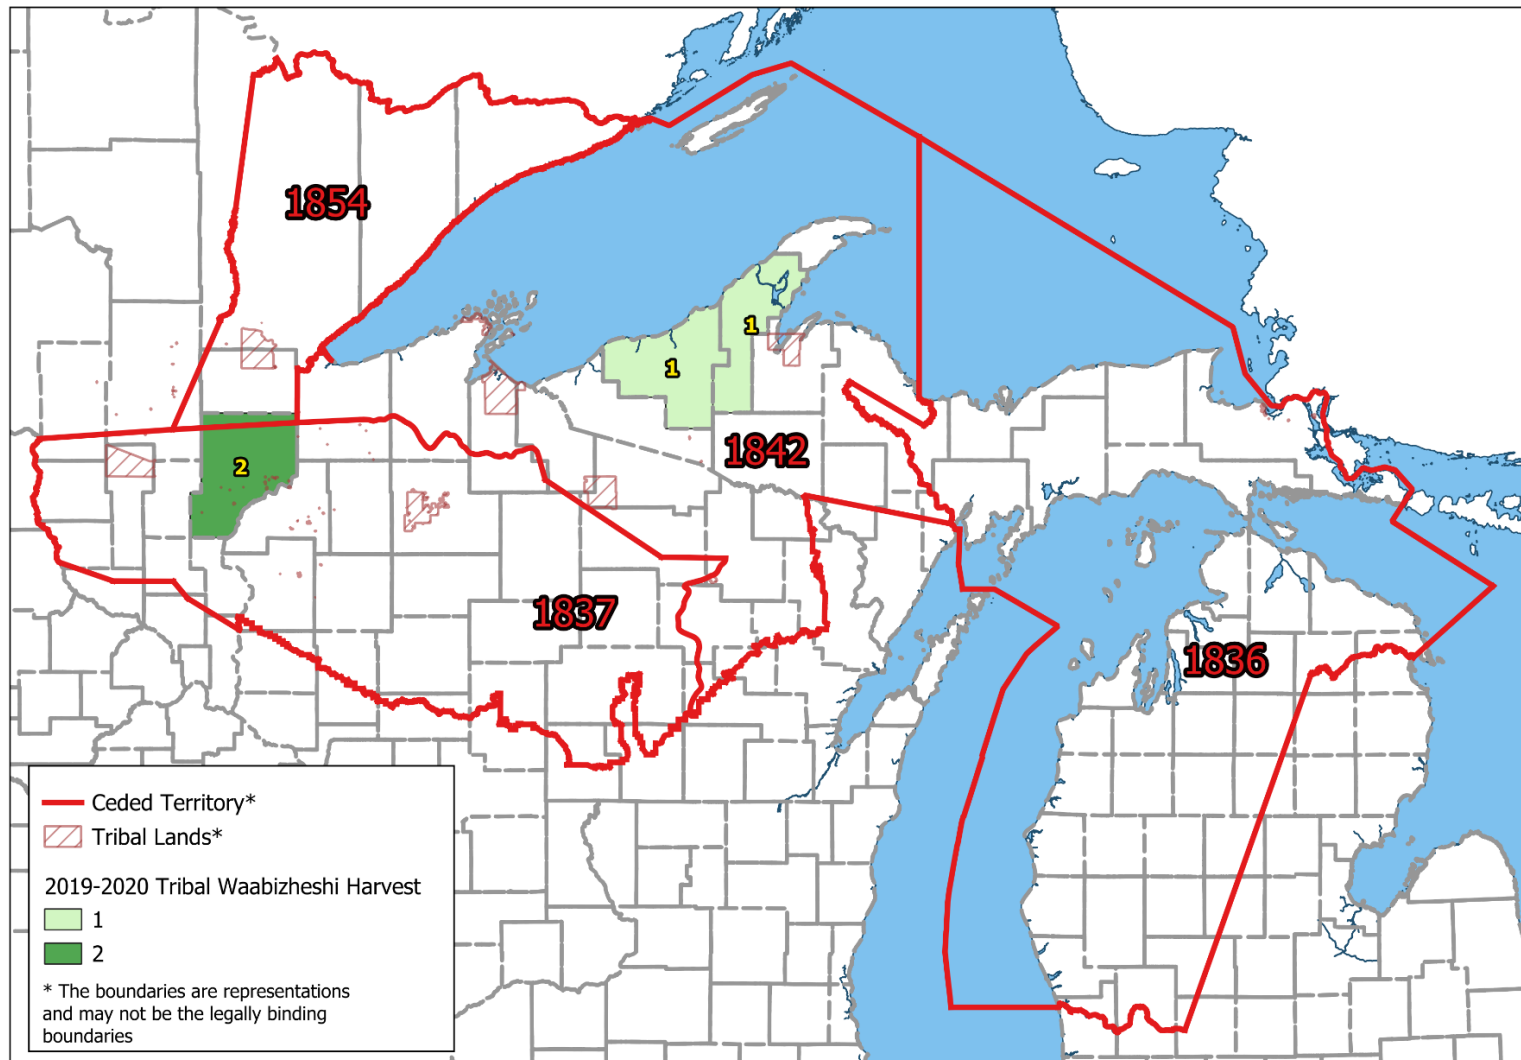 1854
1
1
1842
2
1837
1836
Ceded Territory*
Tribal Lands*
2019-2020 Tribal Waabizheshi Harvest
1
2
* The boundaries are representations
and may not be the legally binding
boundaries